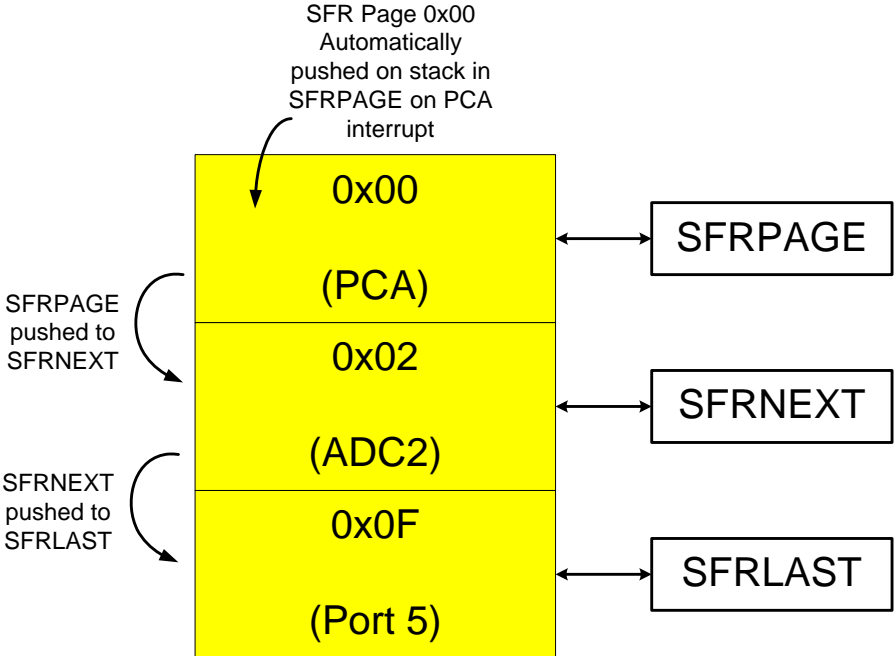 SFR Page 0x00
Automatically
pushed on stack in
SFRPAGE on PCA
interrupt
0x00
(PCA)
SFRPAGE
SFRPAGE
pushed to
SFRNEXT
0x02
(ADC2)
SFRNEXT
SFRNEXT
pushed to
SFRLAST
0x0F
(Port 5)
SFRLAST